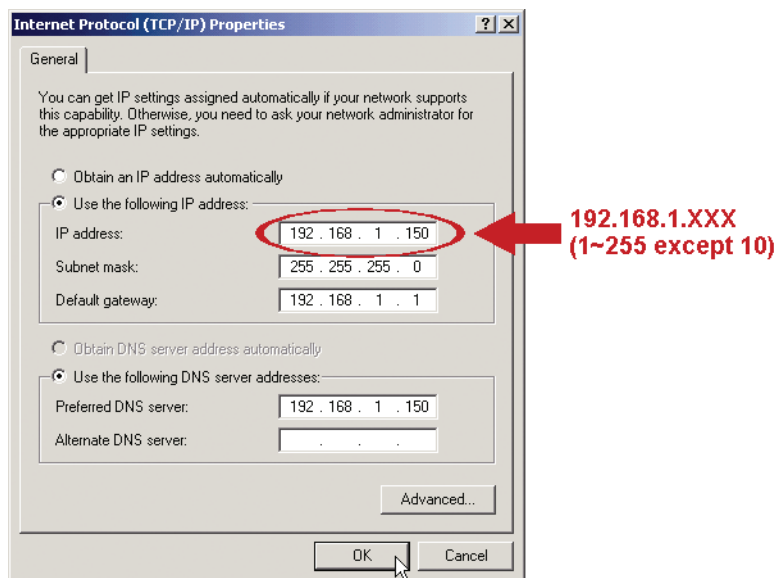 Internet Protocol (TCP/IP) Properties
General
You can get IP settings assigned automatically if your network supports
this capability. Otherwise, you need to ask your network administrator for
the appropriate IP settings.
Obtain an IP address automatically
Use the following IP address:
IP address: 192 . 168 . 1 . 150
192.168.1.XXX
(1~255 except 10)
Subnet mask: 255 . 255 . 255 . 0
Default gateway: 192 . 168 . 1 . 1
Obtain DNS server address automatically
Use the following DNS server addresses:
Preferred DNS server: 192 . 168 . 1 . 150
Alternate DNS server: . . .
Advanced...
OK Cancel